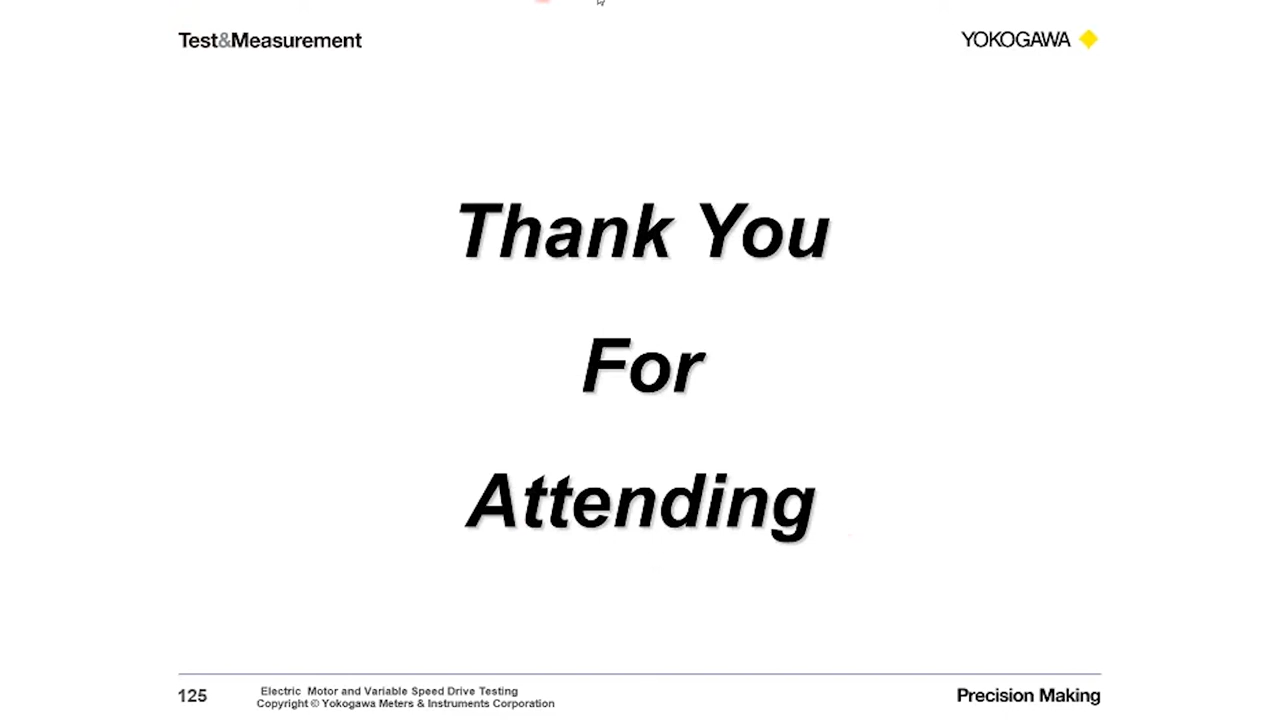 Test&Measurement
YOKOGAWA
Thank You
For
Attending
125
Electric Motor and Variable Speed Drive Testing
Copyright © Yokogawa Meters & Instruments Corporation
Precision Making